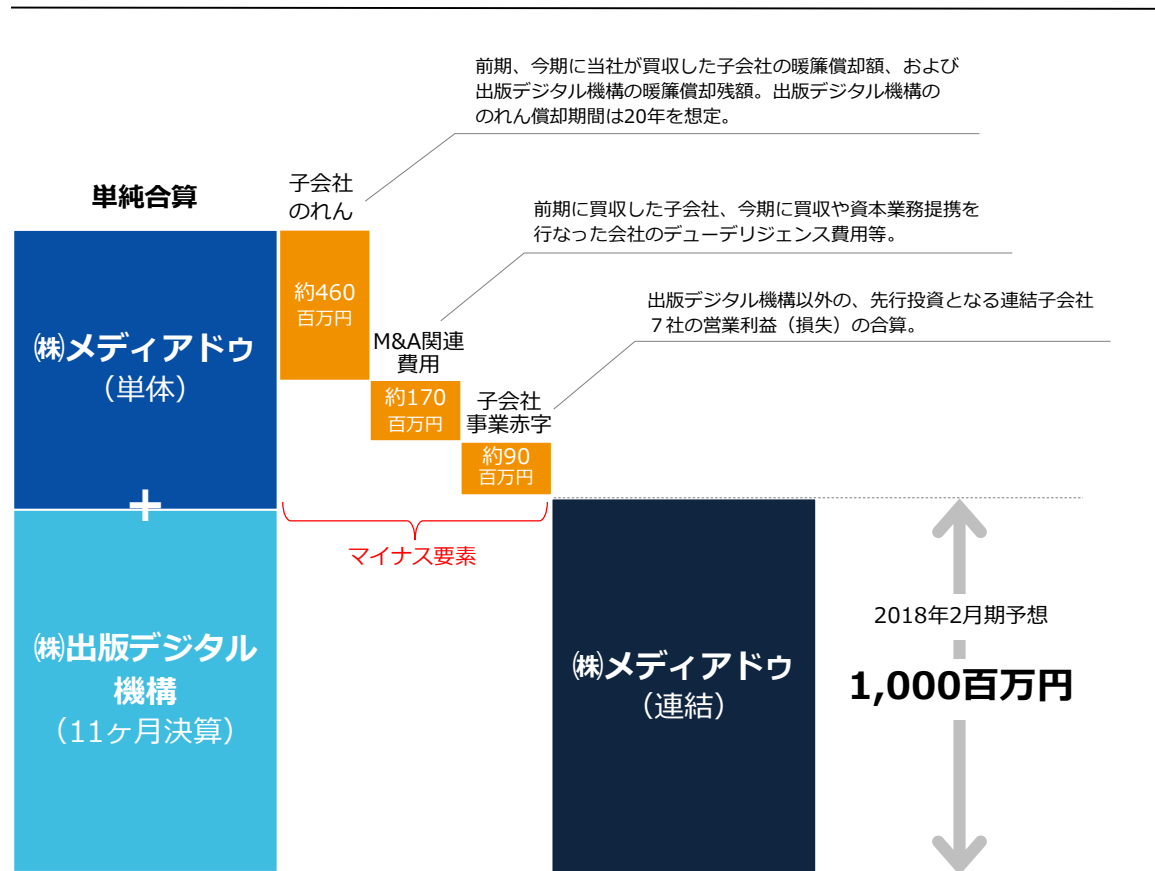 前期、今期に当社が買収した子会社の暖簾償却額、および
出版デジタル機構の暖簾償却残額。出版デジタル機構の
のれん償却期間は20年を想定。
単純合算
子会社
のれん
前期に買収した子会社、今期に買収や資本業務提携を
行なった会社のデューデリジェンス費用等。
約460
百万円
出版デジタル機構以外の、先行投資となる連結子会社
７社の営業利益（損失）の合算。
㈱メディアドゥ
（単体）
M&A関連
費用
約170
百万円
子会社
事業赤字
約90
百万円
+
マイナス要素
㈱出版デジタル
機構
（11ヶ月決算）
㈱メディアドゥ
（連結）
2018年2月期予想
1,000百万円